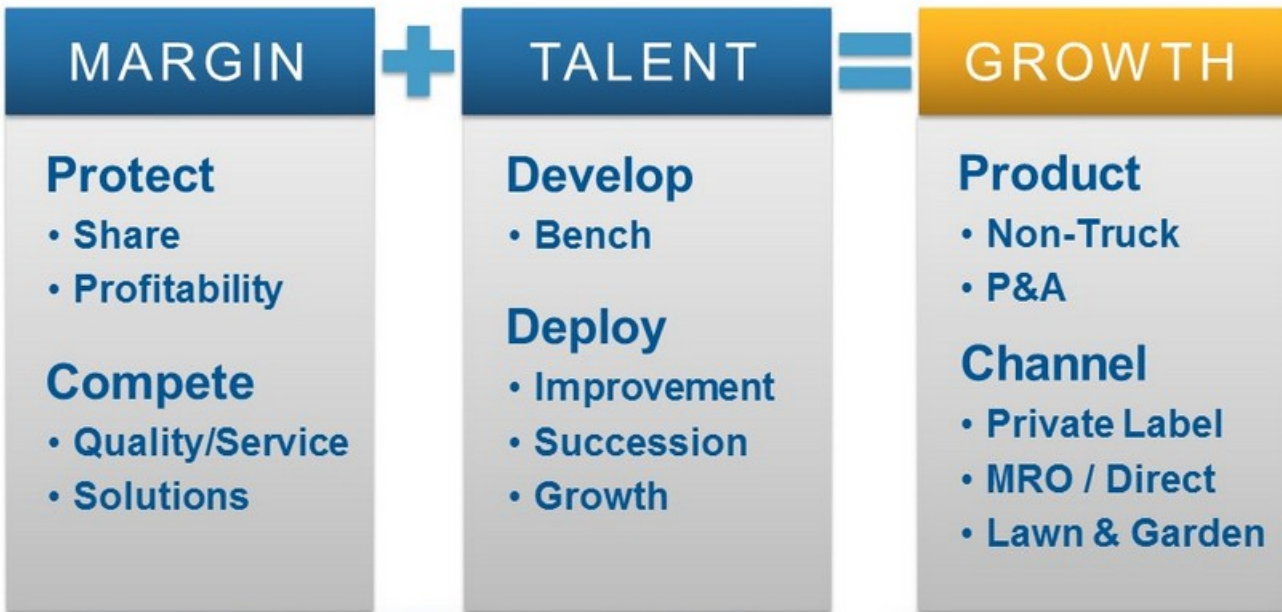 MARGIN + TALENT = GROWTH
Protect
• Share
• Profitability
Compete
• Quality/Service
• Solutions
Develop
• Bench
Deploy
• Improvement
• Succession
• Growth
Product
• Non-Truck
• P&A
Channel
• Private Label
• MRO / Direct
• Lawn & Garden